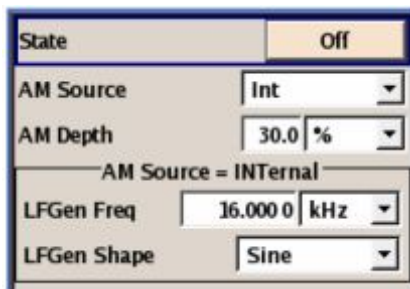 State Off
AM Source Int
AM Depth 30.0 %
AM Source = INTernal
LFGen Freq 16.000 0 kHz
LFGen Shape Sine